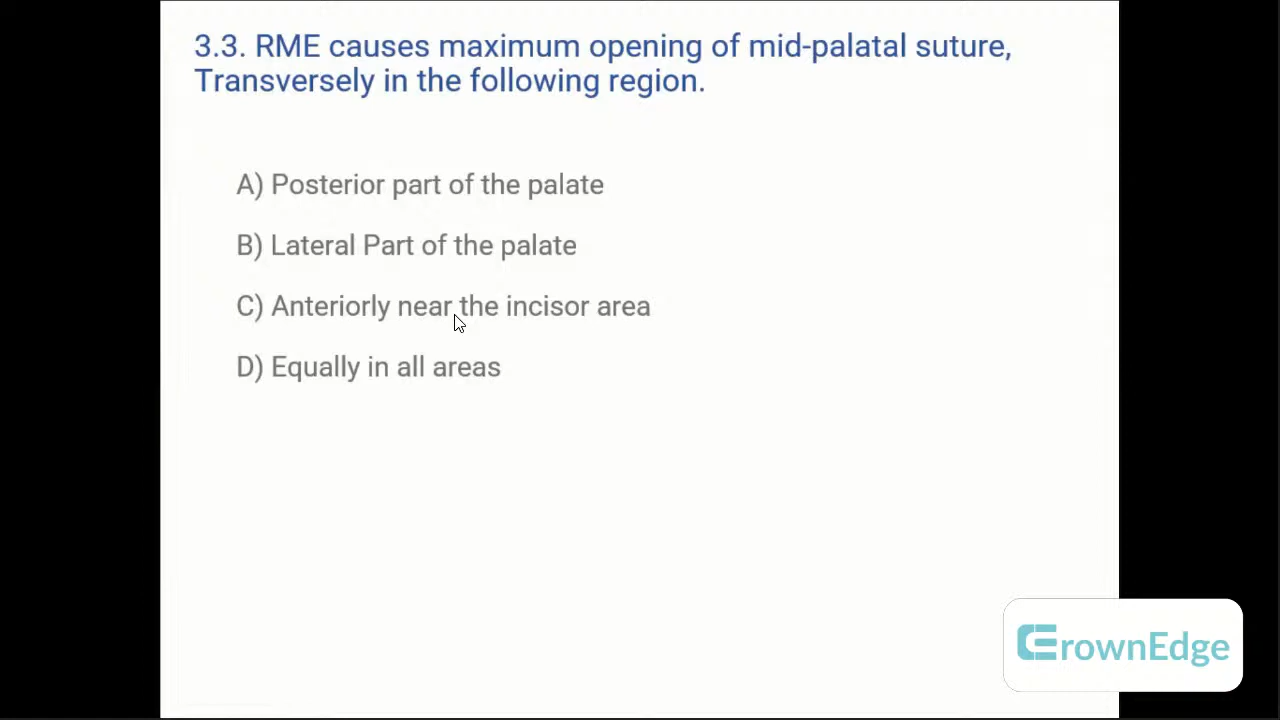 3.3. RME causes maximum opening of mid-palatal suture,
Transversely in the following region.
A) Posterior part of the palate
B) Lateral Part of the palate
C) Anteriorly near the incisor area
D) Equally in all areas
CrownEdge